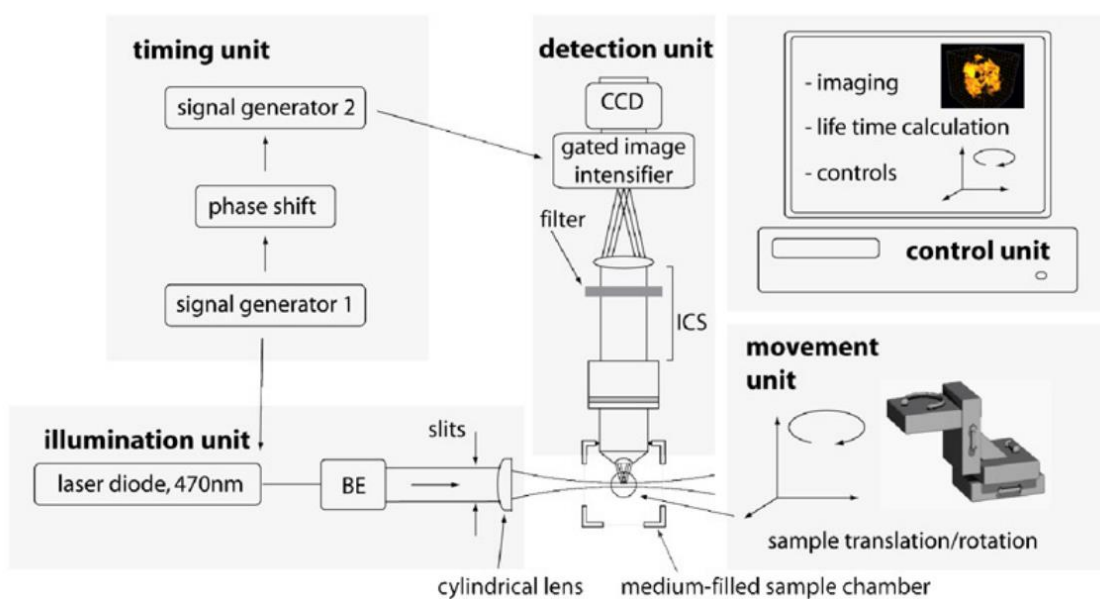 timing unit
signal generator 2
phase shift
signal generator 1
detection unit
CCD
gated image
intensifier
filter
ICS
- imaging
- life time calculation
- controls
control unit
illumination unit
laser diode, 470nm
BE
slits
cylindrical lens
medium-filled sample chamber
movement
unit
sample translation/rotation